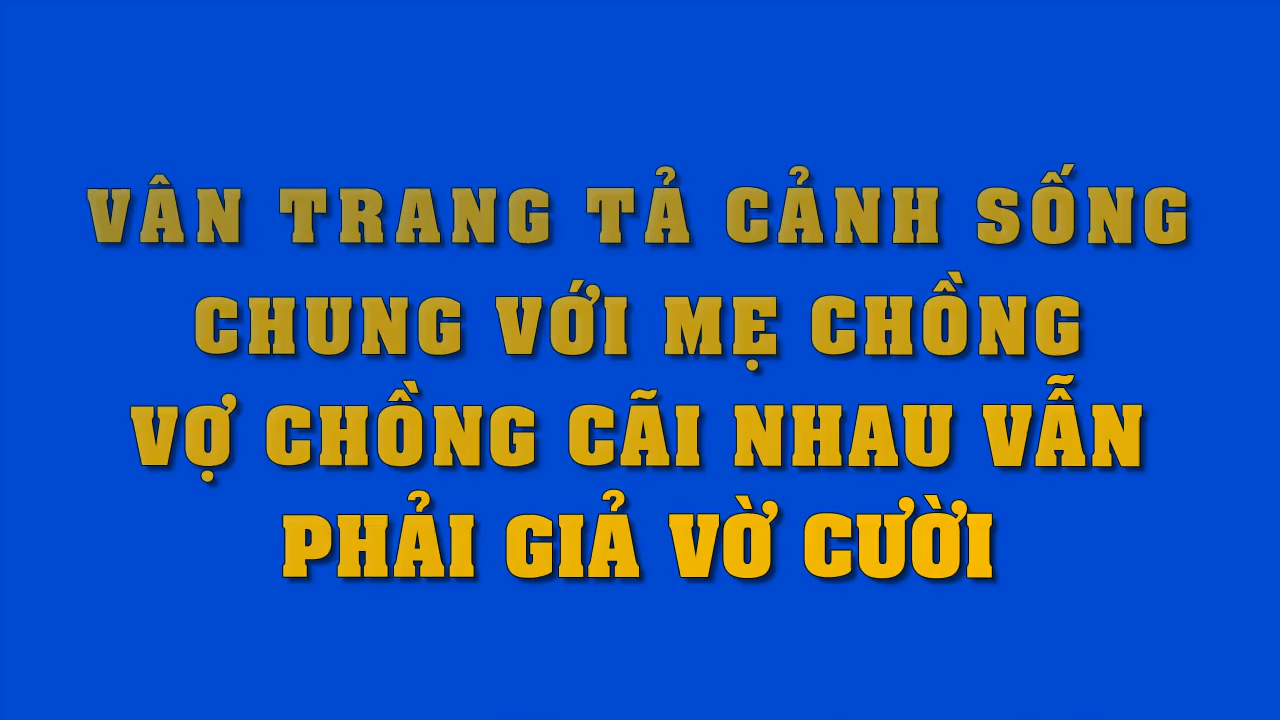 VÂN TRANG TẢ CẢNH SỐNG
CHUNG VỚI MẸ CHỒNG
VỢ CHỒNG CÃI NHAU VẪN
PHẢI GIẢ VỜ CƯỜI